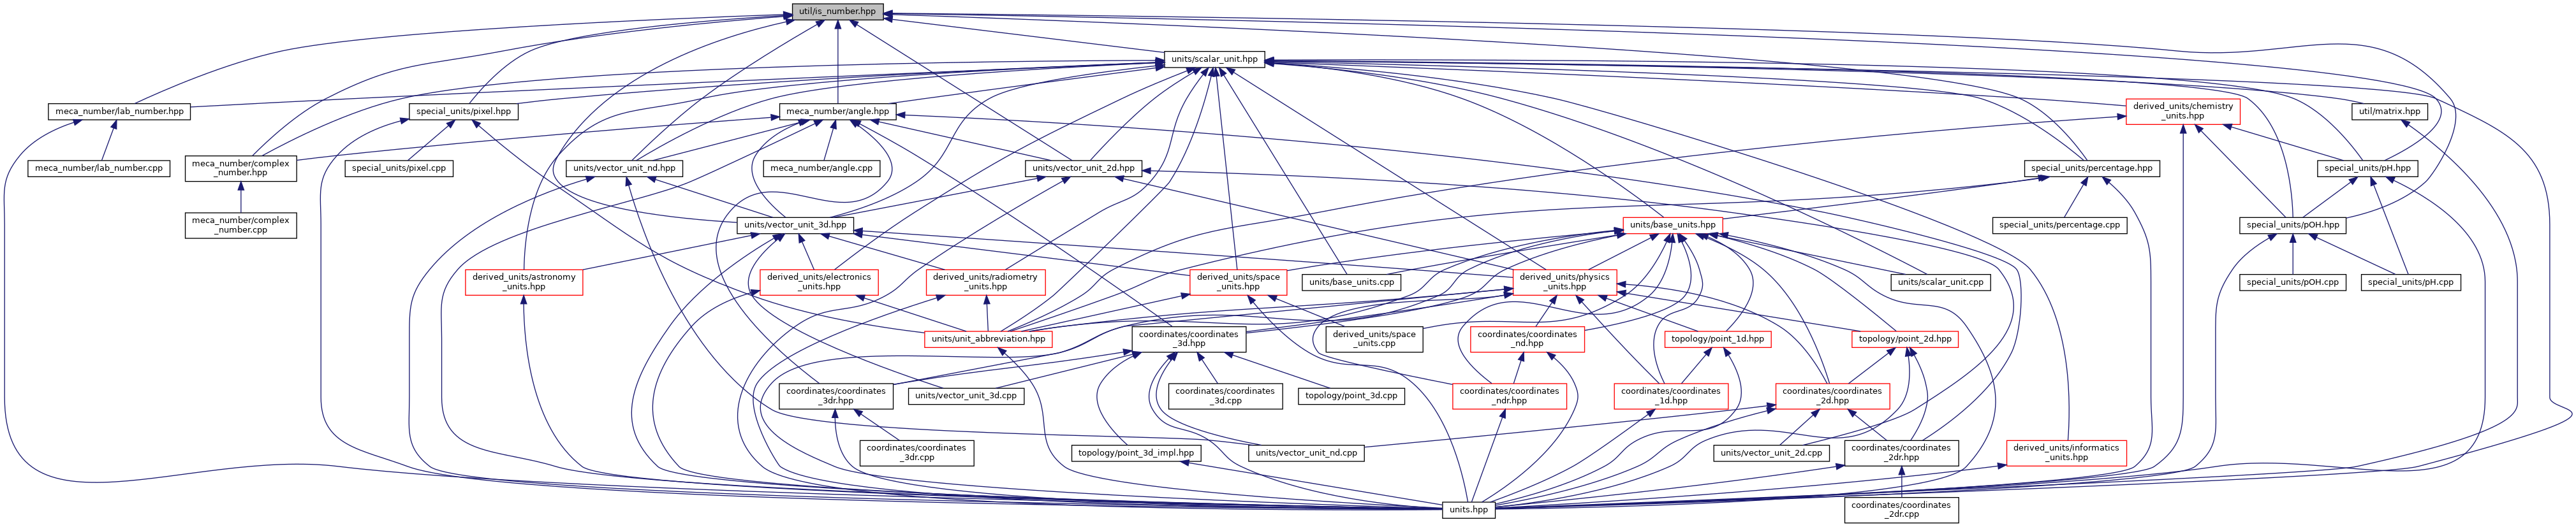 util/is_number.hpp
units/scalar_unit.hpp
meca_number/lab_number.hpp
special_units/pixel.hpp
meca_number/angle.hpp
derived_units/chemistry
_units.hpp
util/matrix.hpp
meca_number/lab_number.cpp
meca_number/complex
_number.hpp
special_units/pixel.cpp
units/vector_unit_nd.hpp
meca_number/angle.cpp
units/vector_unit_2d.hpp
special_units/percentage.hpp
special_units/pH.hpp
meca_number/complex
_number.cpp
units/vector_unit_3d.hpp
units/base_units.hpp
special_units/percentage.cpp
special_units/pOH.hpp
derived_units/astronomy
_units.hpp
derived_units/electronics
_units.hpp
derived_units/radiometry
_units.hpp
derived_units/space
_units.hpp
units/base_units.cpp
derived_units/physics
_units.hpp
units/scalar_unit.cpp
special_units/pOH.cpp
special_units/pH.cpp
units/unit_abbreviation.hpp
coordinates/coordinates
_3d.hpp
derived_units/space
_units.cpp
coordinates/coordinates
_nd.hpp
topology/point_1d.hpp
topology/point_2d.hpp
coordinates/coordinates
_3dr.hpp
units/vector_unit_3d.cpp
coordinates/coordinates
_3d.cpp
topology/point_3d.cpp
coordinates/coordinates
_ndr.hpp
coordinates/coordinates
_1d.hpp
coordinates/coordinates
_2d.hpp
coordinates/coordinates
_3dr.cpp
topology/point_3d_impl.hpp
units/vector_unit_nd.cpp
units/vector_unit_2d.cpp
coordinates/coordinates
_2dr.hpp
derived_units/informatics
_units.hpp
units.hpp
coordinates/coordinates
_2dr.cpp